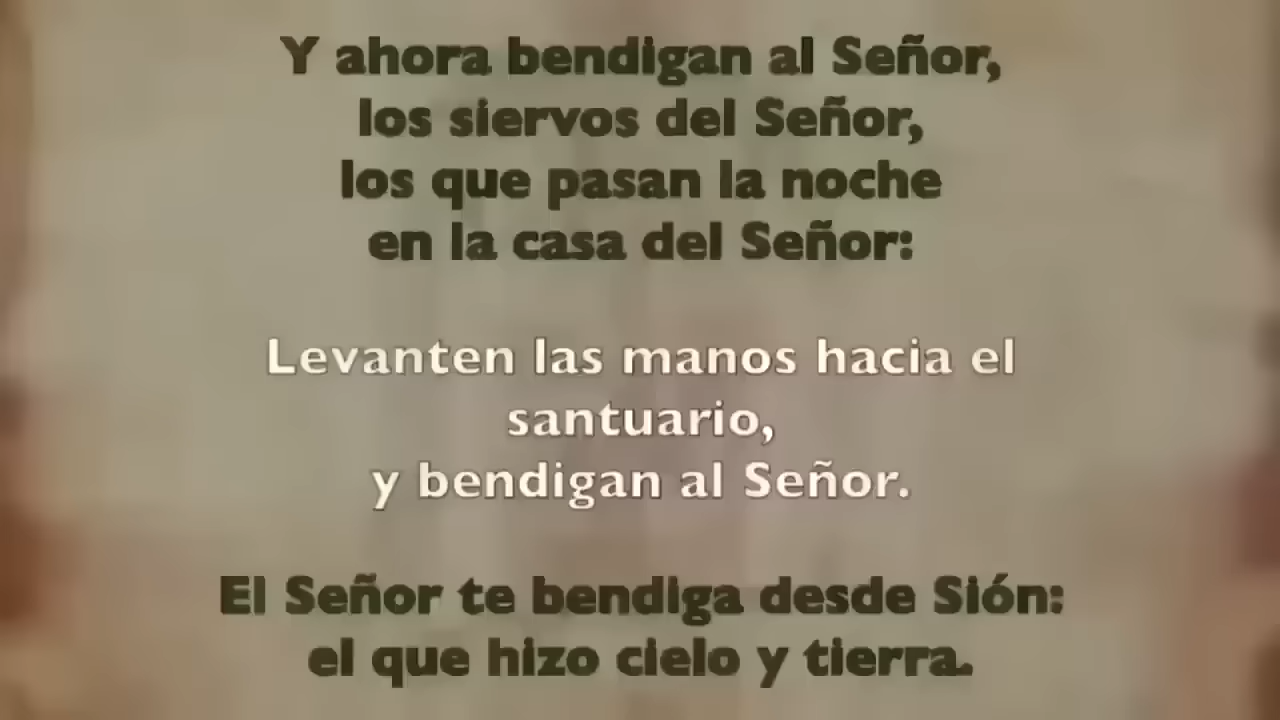 Y ahora bendigan al Señor,
los siervos del Señor,
los que pasan la noche
en la casa del Señor:
Levanten las manos hacia el
santuario,
y bendigan al Señor.
El Señor te bendiga desde Sión:
el que hizo cielo y tierra.